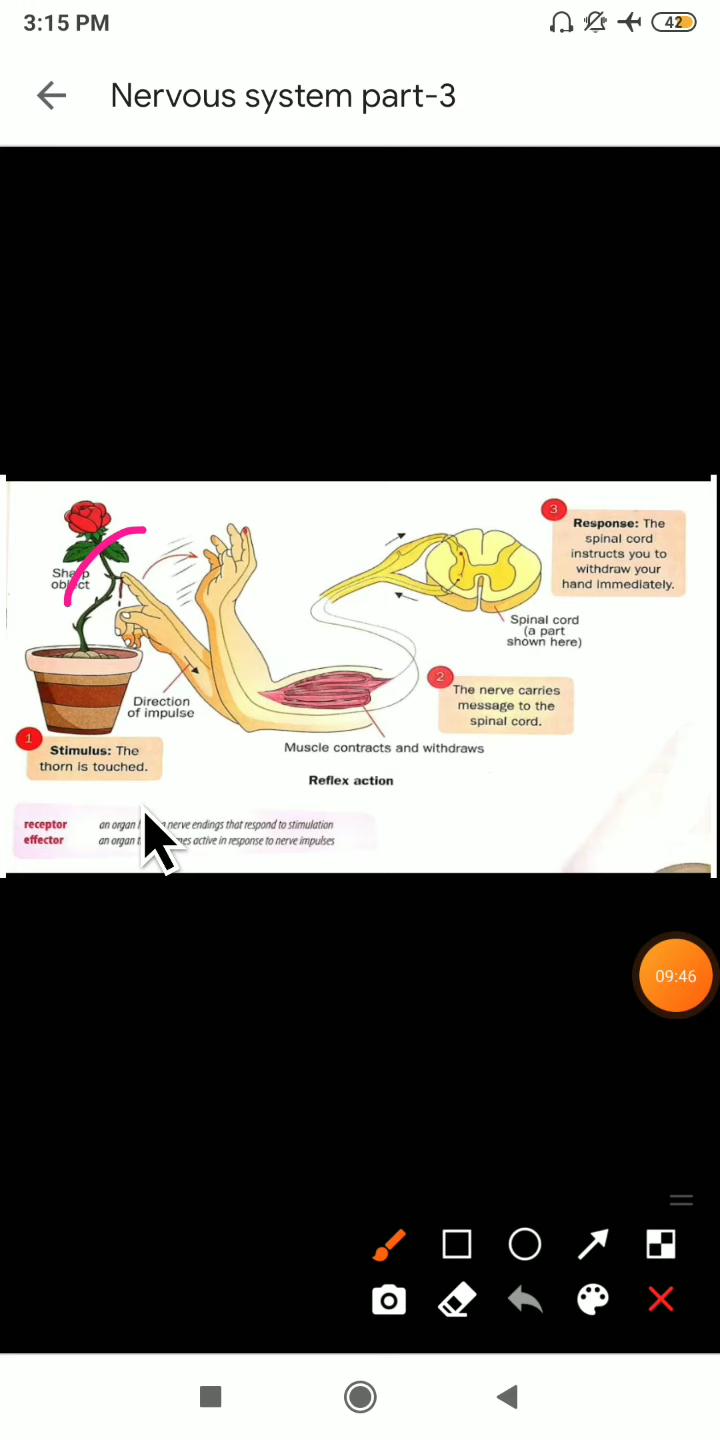 3:15 PM
42
Nervous system part-3
3
Response: The
spinal cord
instructs you to
withdraw your
hand immediately.
Spinal cord
(a part
shown here)
2
The nerve carries
message to the
spinal cord.
Direction
of impulse
1
Stimulus: The
thorn is touched.
Muscle contracts and withdraws
Reflex action
receptor an organ nerve endings that respond to stimulation
effector an organ active in response to nerve impulses
09:46